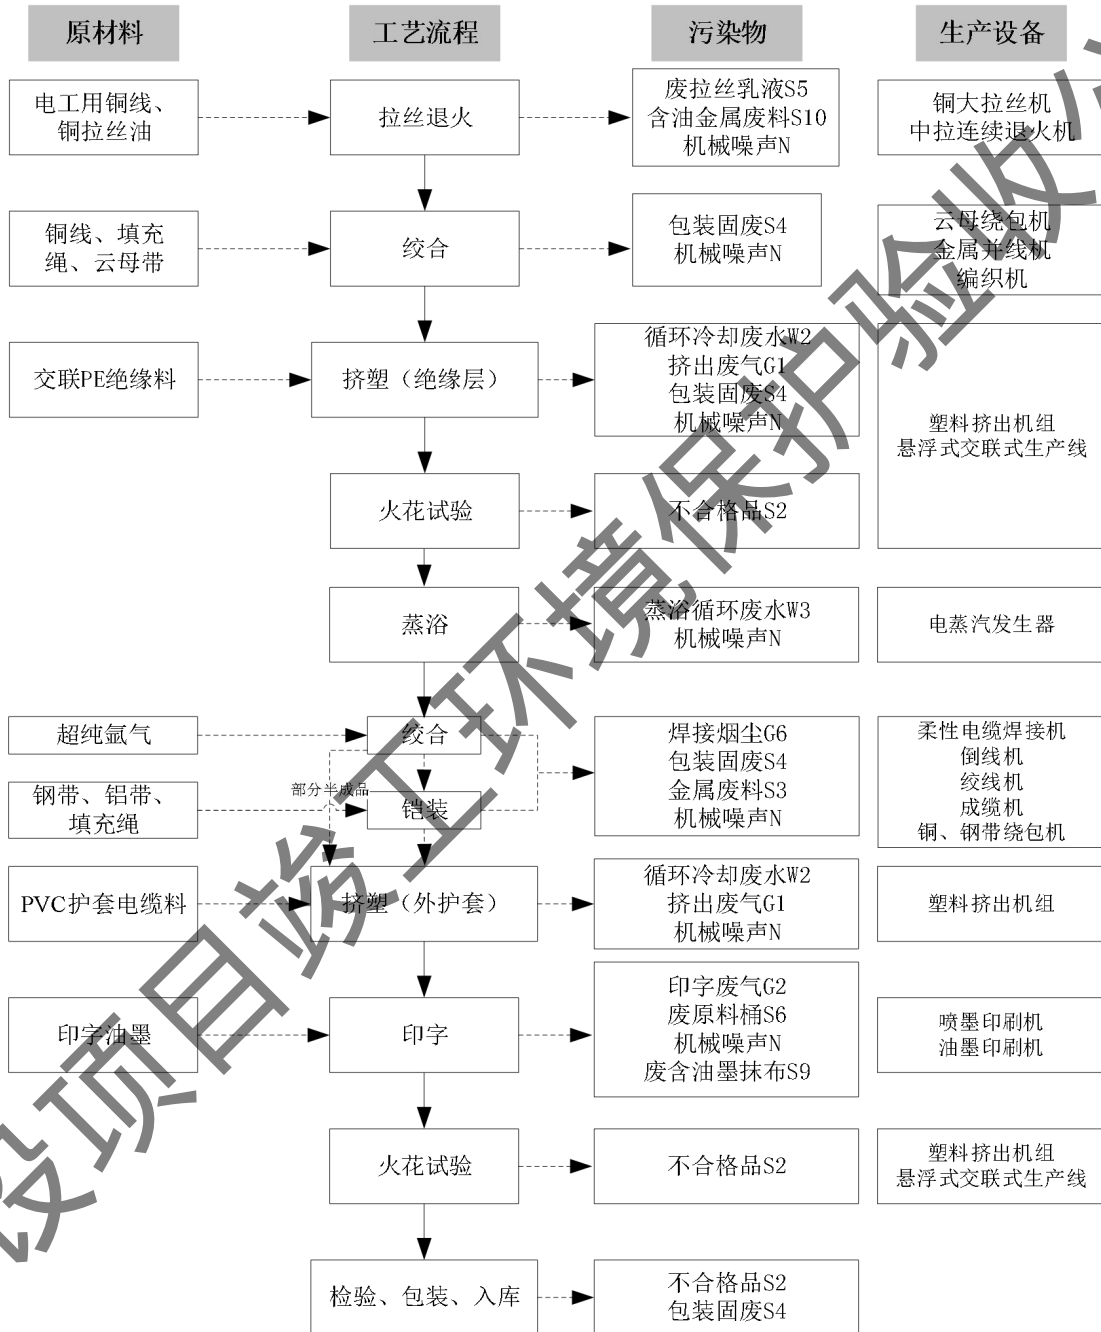 原材料
工艺流程
污染物
生产设备
电工用铜线、
铜拉丝油
拉丝退火
废拉丝乳液S5
含油金属废料S10
机械噪声N
铜大拉丝机
中拉连续退火机
铜线、填充
绳、云母带
绞合
包装固废S4
机械噪声N
云母绕包机
金属并线机
编织机
交联PE绝缘料
挤塑（绝缘层）
循环冷却废水W2
挤出废气G1
包装固废S4
机械噪声N
塑料挤出机组
悬浮式交联式生产线
火花试验
不合格品S2
蒸浴
蒸浴循环废水W3
机械噪声N
电蒸汽发生器
超纯氩气
绞合
钢带、铝带、
填充绳
部分半成品
铠装
焊接烟尘G6
包装固废S4
金属废料S3
机械噪声N
柔性电缆焊接机
倒线机
绞线机
成缆机
铜、钢带绕包机
PVC护套电缆料
挤塑（外护套）
循环冷却废水W2
挤出废气G1
机械噪声N
塑料挤出机组
印字油墨
印字
印字废气G2
废原料桶S6
机械噪声N
废含油墨抹布S9
喷墨印刷机
油墨印刷机
火花试验
不合格品S2
塑料挤出机组
悬浮式交联式生产线
检验、包装、入库
不合格品S2
包装固废S4
设项目竣工环境保护验收公